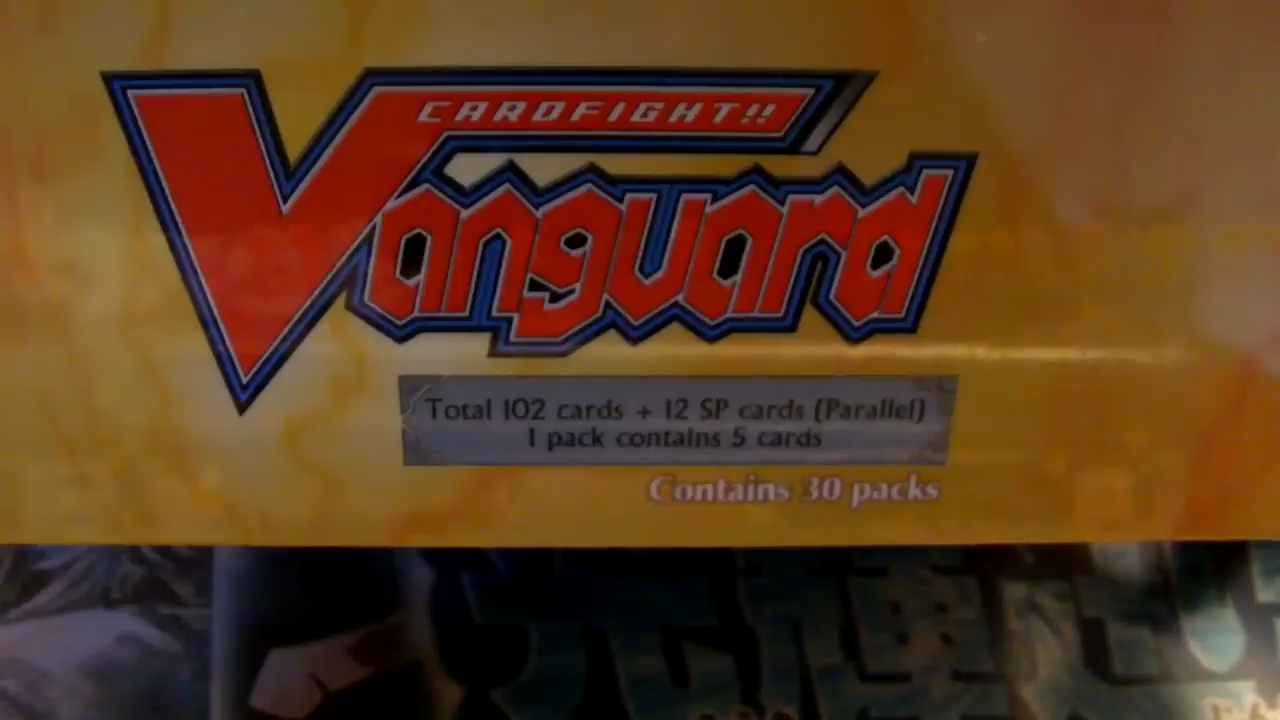 CARDFIGHT!!
Vanguard
Total 102 cards + 12 SP cards (Parallel)
1 pack contains 5 cards
Contains 30 packs